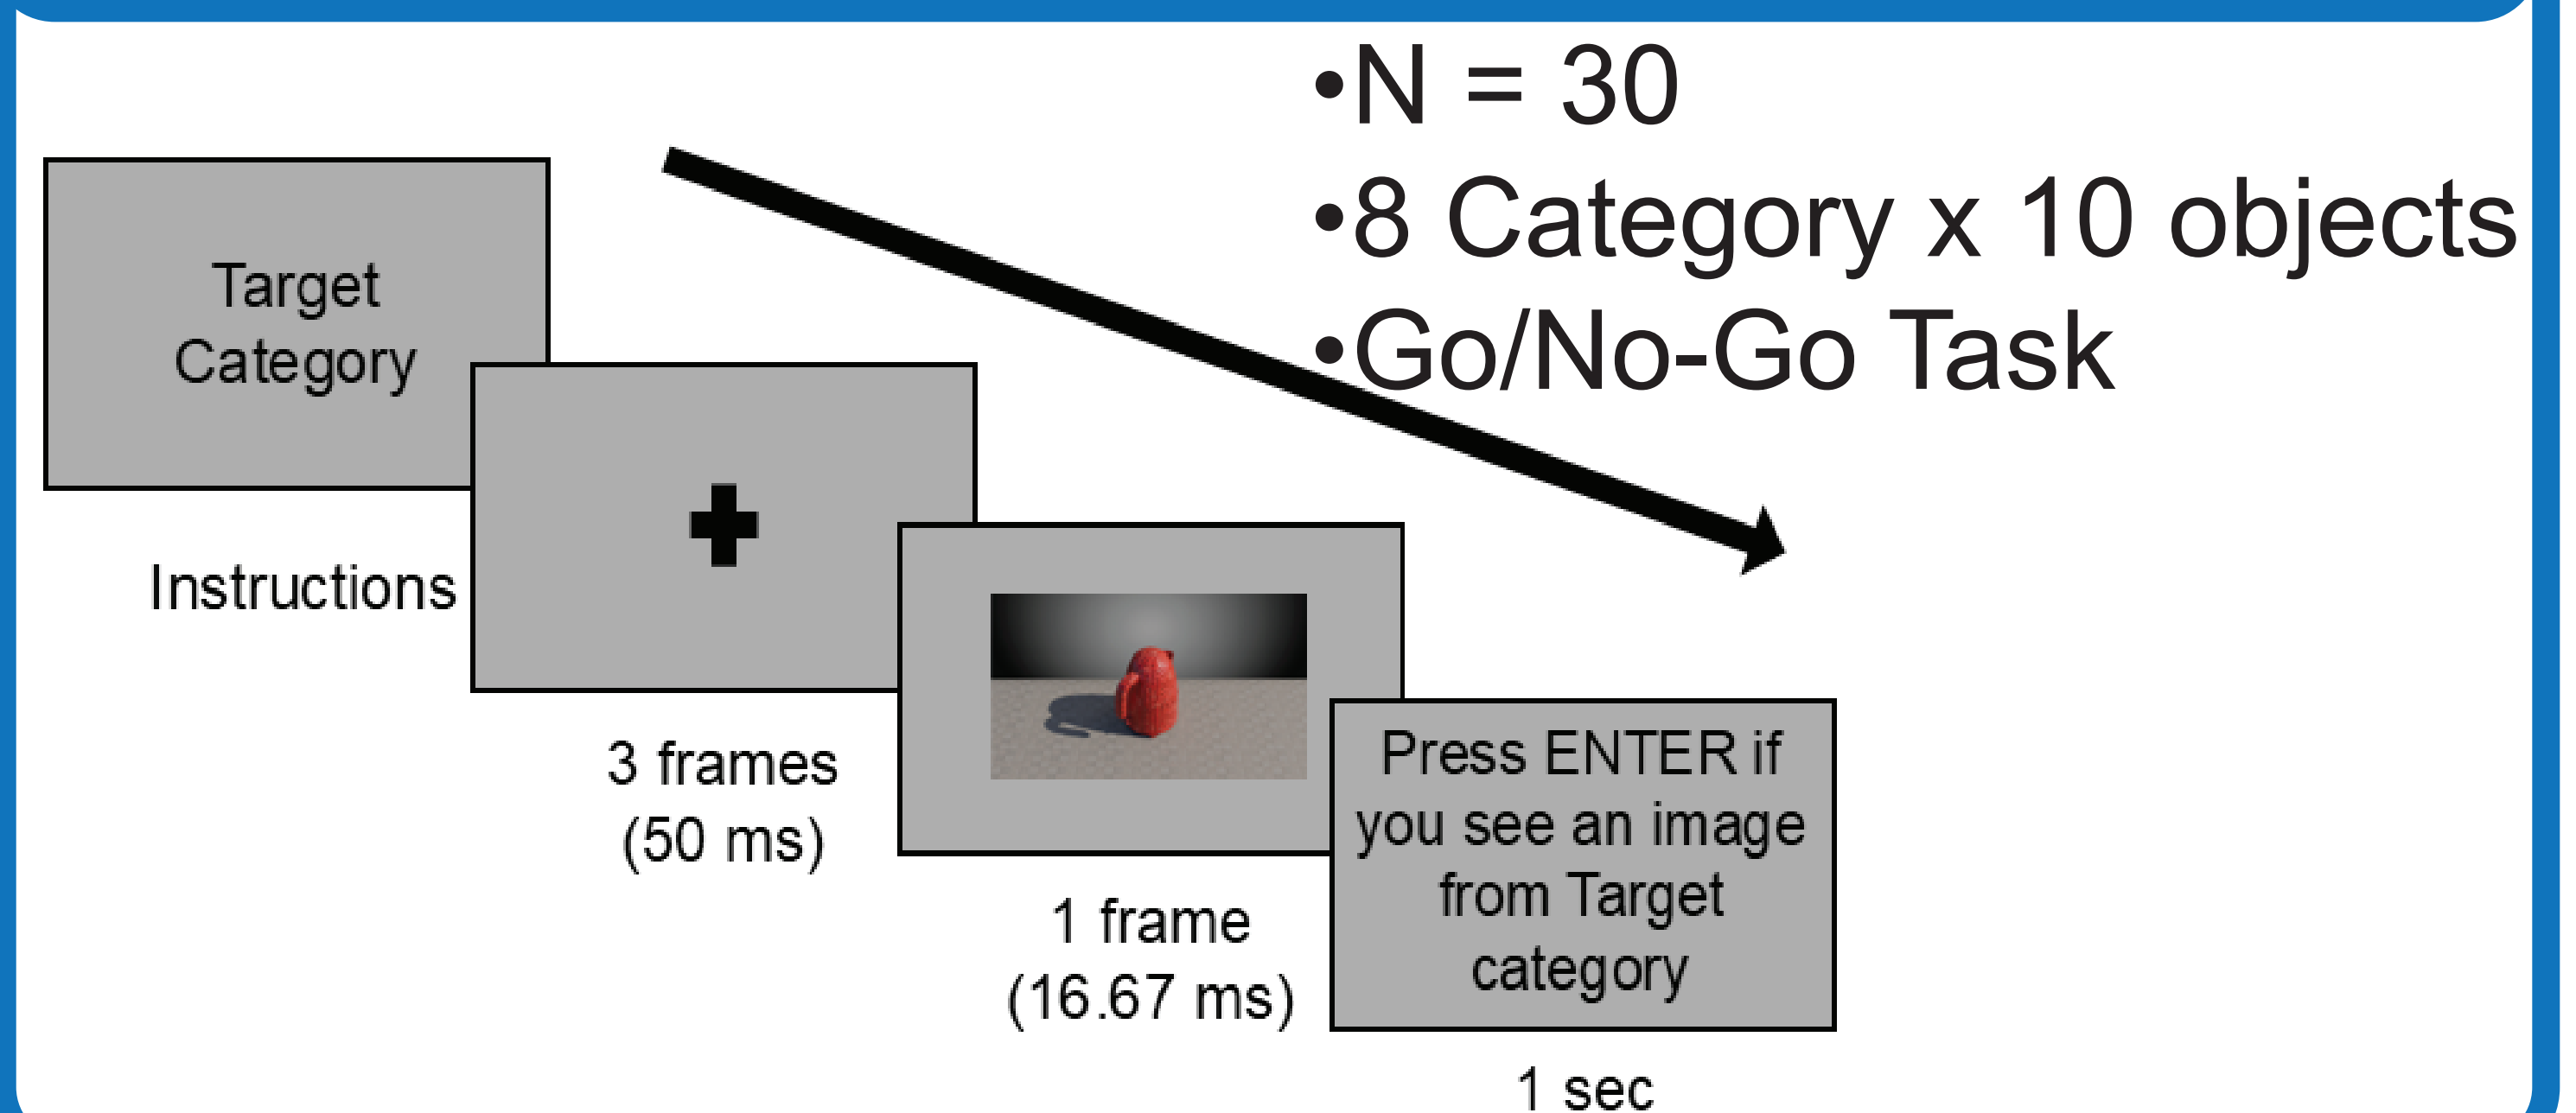 •N = 30
•8 Category x 10 objects
•Go/No-Go Task
Target
Category
Instructions
3 frames
(50 ms)
1 frame
(16.67 ms)
Press ENTER if
you see an image
from Target
category
1 sec